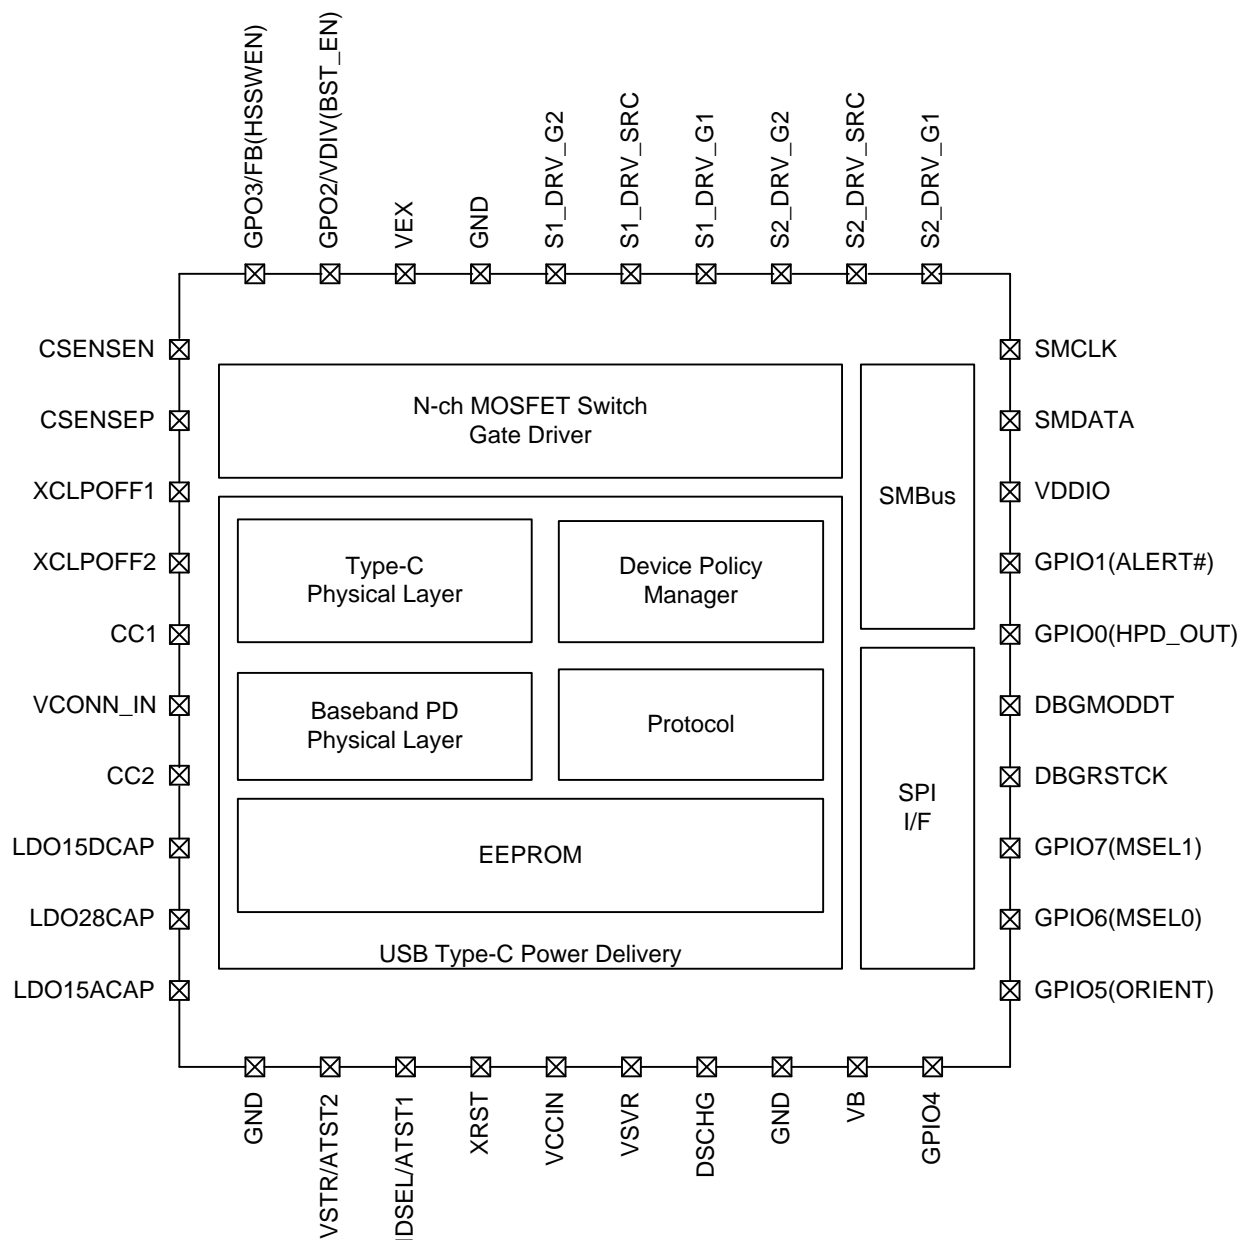 GPO3/FB(HSSWEN)
GPO2/VDIV(BST_EN)
VEX
GND
S1_DRV_G2
S1_DRV_SRC
S1_DRV_G1
S2_DRV_G2
S2_DRV_SRC
S2_DRV_G1
CSENSEN
CSENSEP
XCLPOFF1
XCLPOFF2
CC1
VCONN_IN
CC2
LDO15DCAP
LDO28CAP
LDO15ACAP
N-ch MOSFET Switch
Gate Driver
Type-C
Physical Layer
Device Policy
Manager
Baseband PD
Physical Layer
Protocol
EEPROM
USB Type-C Power Delivery
SMBus
SPI
I/F
SMCLK
SMDATA
VDDIO
GPIO1(ALERT#)
GPIO0(HPD_OUT)
DBGMODDT
DBGRSTCK
GPIO7(MSEL1)
GPIO6(MSEL0)
GPIO5(ORIENT)
GND
VSTR/ATST2
IDSEL/ATST1
XRST
VCCIN
VSVR
DSCHG
GND
VB
GPIO4